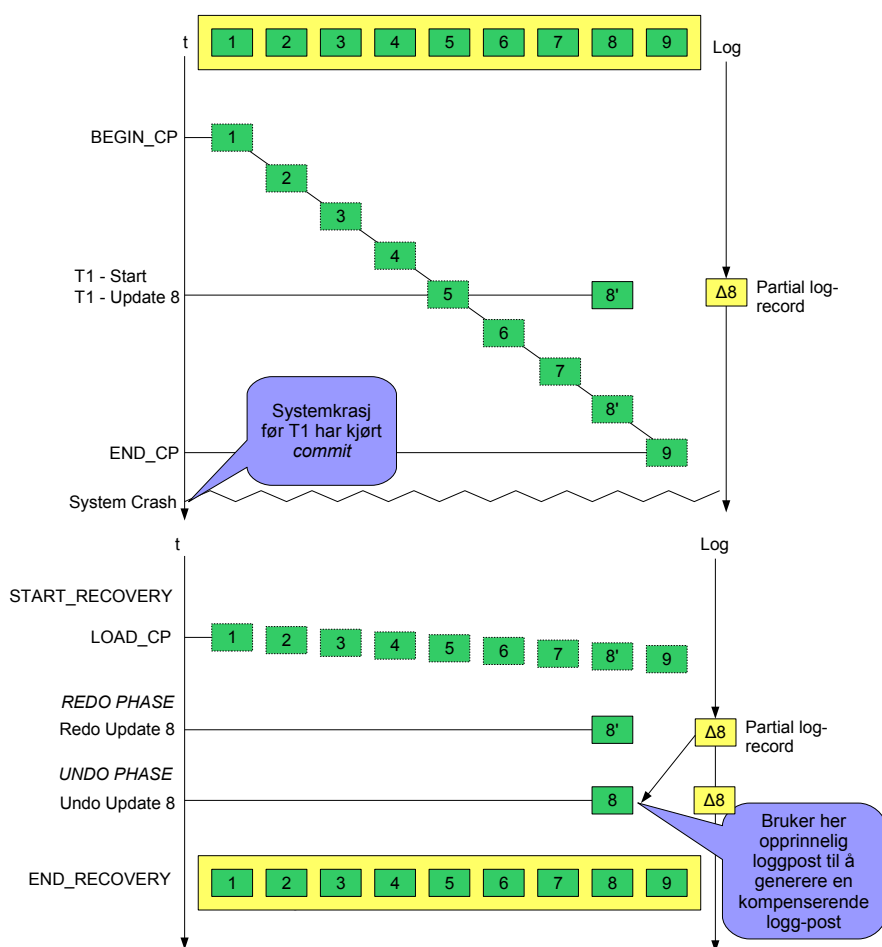 t
1 2 3 4 5 6 7 8 9
Log
BEGIN_CP
1
2
3
4
T1 - Start
T1 - Update 8
5
8'
Δ8
Partial log-
record
6
7
8'
Systemkrasj
før T1 har kjørt
commit
END_CP
9
System Crash
t
Log
START_RECOVERY
LOAD_CP
1 2 3 4 5 6 7 8' 9
REDO PHASE
Redo Update 8
8'
Δ8
Partial log-
record
UNDO PHASE
Undo Update 8
8
Δ8
Bruker her
opprinnelig
loggpost til å
generere en
kompenserende
logg-post
END_RECOVERY
1 2 3 4 5 6 7 8 9